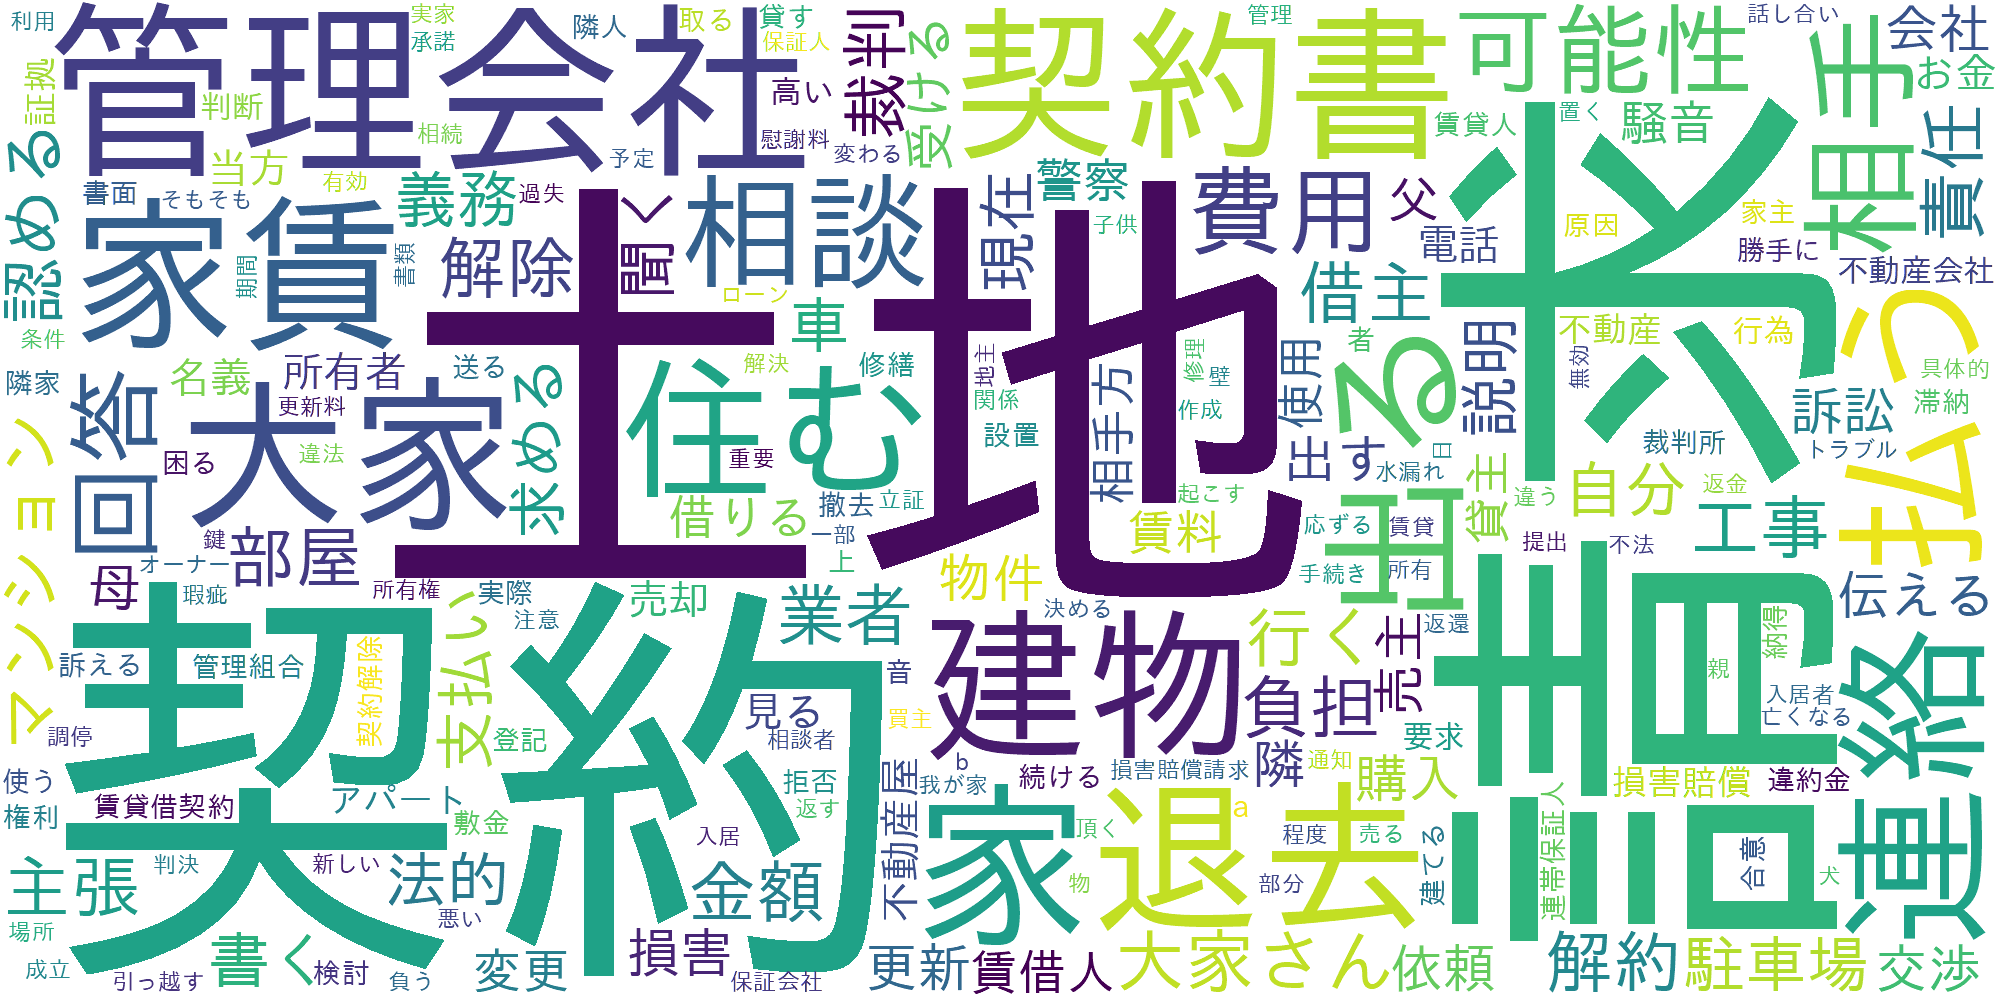 利用
実家
承諾
隣人
取る
貸す
保証人
管理会社
裁判
契約書
管理
可能性
話し合い
会社
お金
相手
証拠
判断
相続
高い
慰謝料
変わる
予定
受ける
賃貸人
置く
騒音
責任
認める
当方
書面
そもそも
有効
義務
過失
聞く
相談
現在
警察
子供
費用
父
電話
原因
家主
勝手に
不動産会社
家賃
期間
書類
解除
土地
ローン
車
借主
請求
説明
不動産
行為
払う
条件
隣家
名義
所有者
送る
求める
住む
解決
修繕
地主
関係
設置
相手方
修理
壁
作成
使用
出る
者
無効
具体的
滞納
訴訟
トラブル
回答
大家
更新料
違法
困る
重要
出す
水漏れ
日
裁判所
返金
マンション
鍵
部屋
借りる
撤去
立証
一部
上
賃料
起こす
応ずる
賃貸
貸主
違う
自分
提出
不法
工事
オーナー
母
瑕疵
所有権
実際
注意
売却
業者
物件
決める
手続き
所有
伝える
契約
訴える
管理組合
契約解除
支払い
登記
見る
音
買主
建物
行く
負担
売主
返還
要求
親
納得
入居者
亡くなる
連絡
調停
使う
権利
賃貸借契約
アパート
敷金
相談者
拒否
返す
不動産屋
b
我が家
続ける
損害賠償請求
隣
通知
購入
損害賠償
違約金
主張
判決
新しい
法的
入居
金額
家
a
頂く
退去
程度
売る
建てる
連帯保証人
合意
犬
場所
成立
書く
悪い
引っ越す
検討
負う
変更
損害
保証会社
更新
賃借人
物
大家さん
部分
依頼
解約
駐車場
交渉